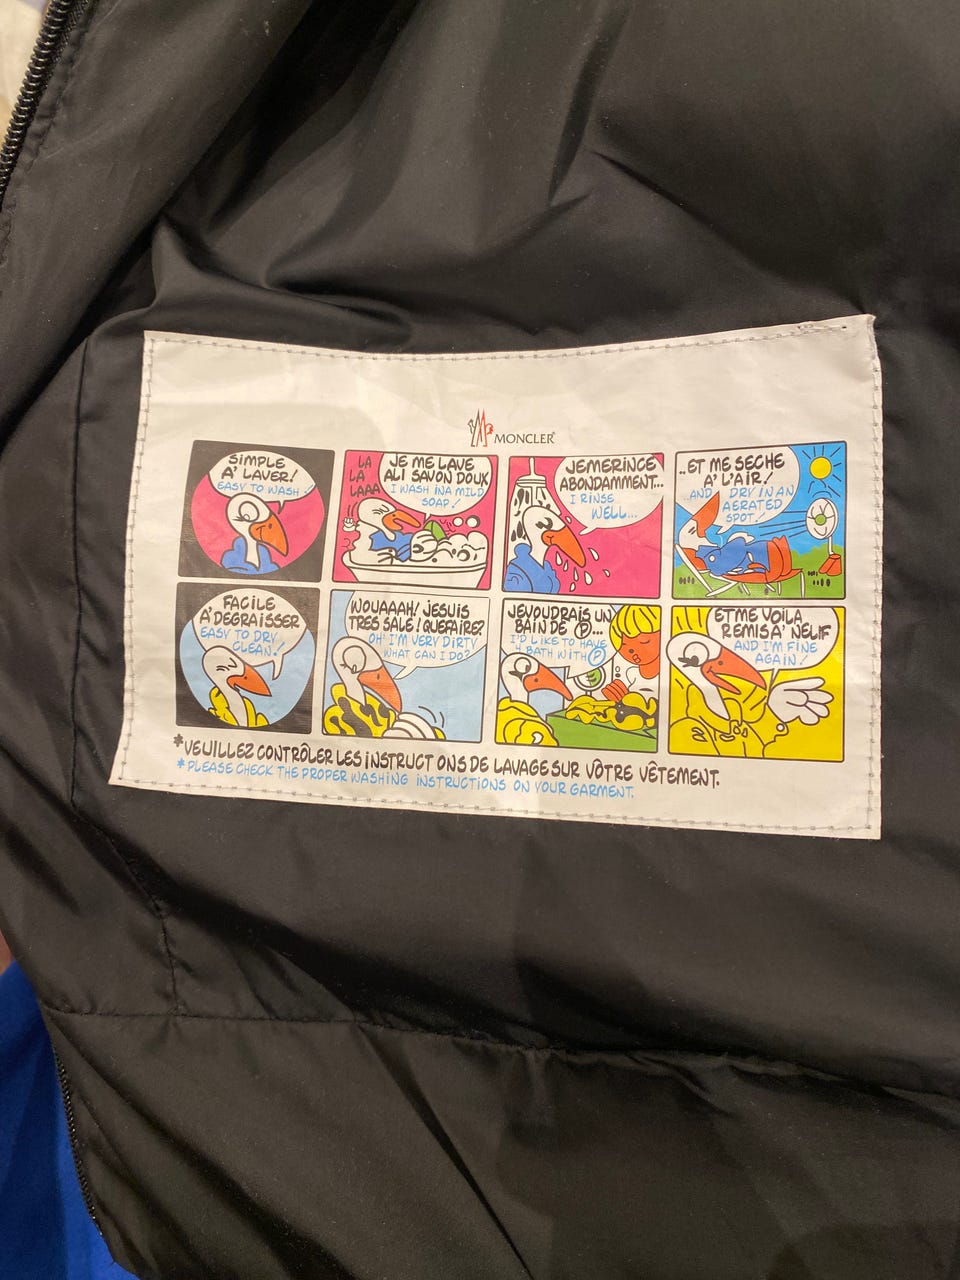 MONCLER
SIMPLE
A' LAVER!
EASY TO WASH!
LA
LA
LAAA
JE ME LAVE
ALI SAVON DOUX
I WASH INA MILD
SOAP!
JEMERINCE
ABONDAMMENT...
I RINSE
WELL...
..ET ME SECHE
A' L'AIR!
..AND DRY IN AN
AERATED
SPOT!
FACILE
A' DEGRAISSER
EASY TO DRY
CLEAN!
WOUAAAH! JESUIS
TRES SALE! QUEFAIRE?
OH! I'M VERY DIRTY
WHAT CAN I DO?
JEVOUDRAIS UN
BAIN DE P...
I'D LIKE TO HAVE
A BATH WITH P
ETME VOILA
REMISA' NELIF
AND I'M FINE
AGAIN!
*VEUILLEZ CONTRÔLER LES INSTRUCT ONS DE LAVAGE SUR VÔTRE VÊTEMENT.
*PLEASE CHECK THE PROPER WASHING INSTRUCTIONS ON YOUR GARMENT.